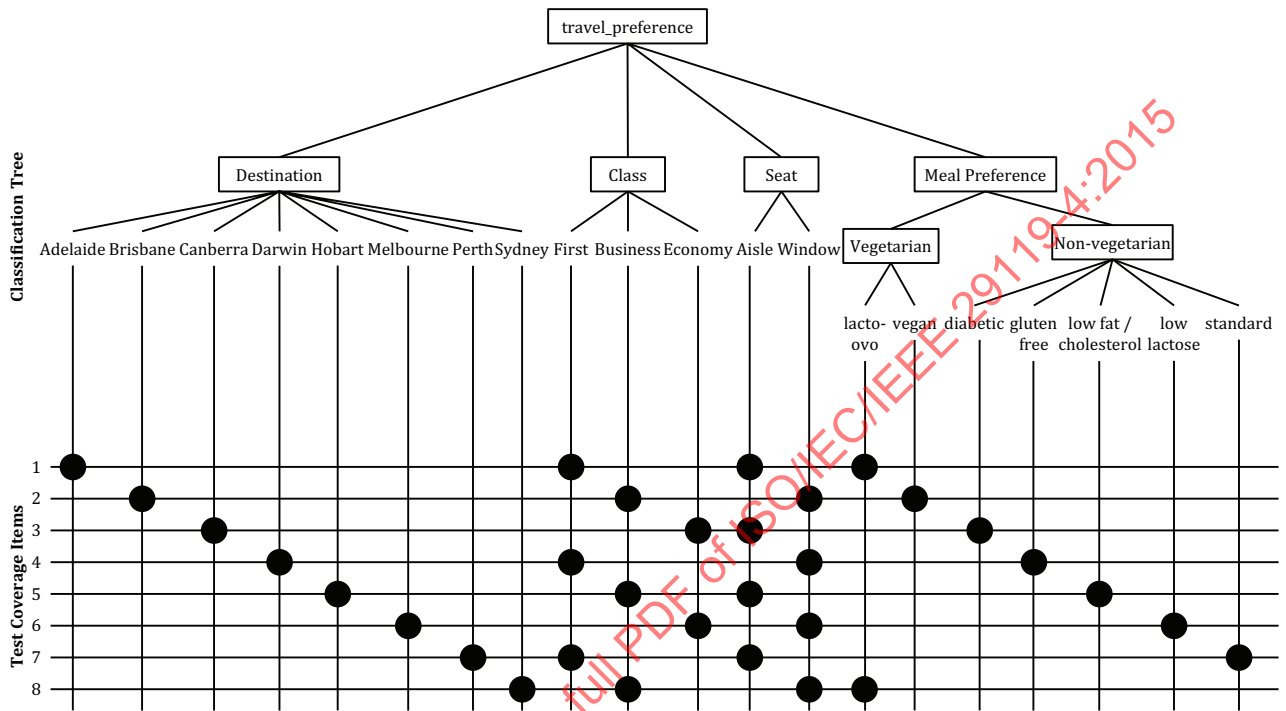 travel_preference
Destination Class Seat Meal Preference
Adelaide Brisbane Canberra Darwin Hobart Melbourne Perth Sydney First Business Economy Aisle Window
Vegetarian Non-vegetarian
lacto- vegan diabetic gluten low fat / low standard
ovo free cholesterol lactose
Classification Tree
Test Coverage Items
1
2
3
4
5
6
7
8
full PDF of ISO/IEC/IEEE 29119-4:2015